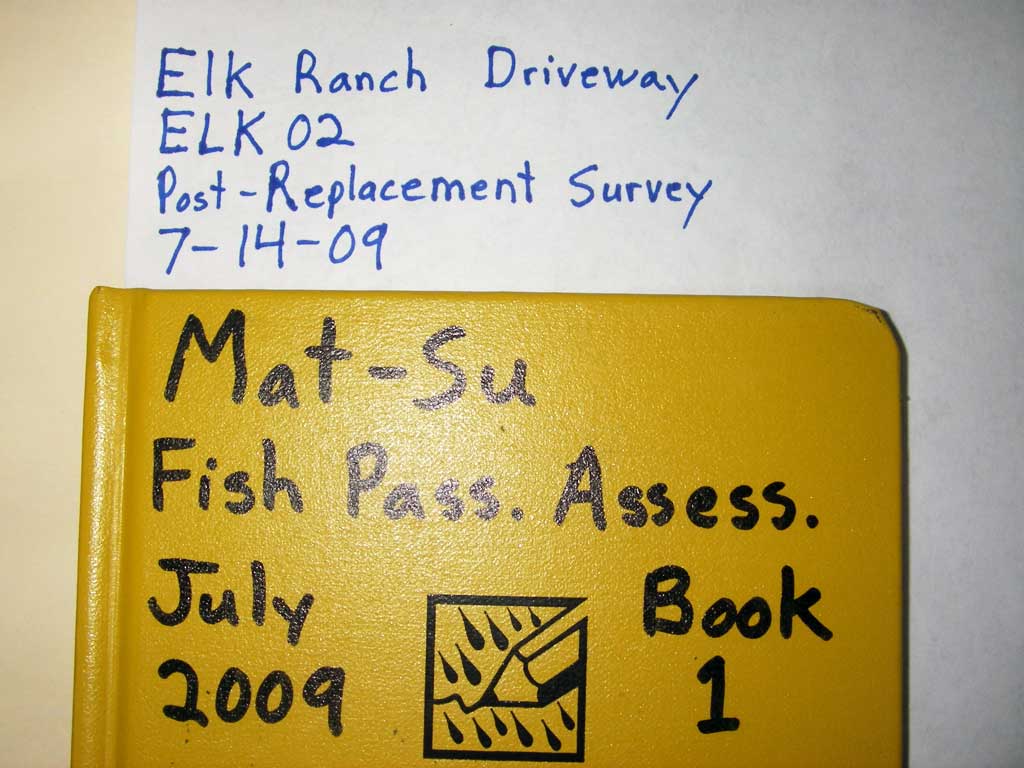 Elk Ranch Driveway
ELK 02
Post-Replacement Survey
7-14-09
Mat-Su
Fish Pass. Assess.
July Book
2009 1